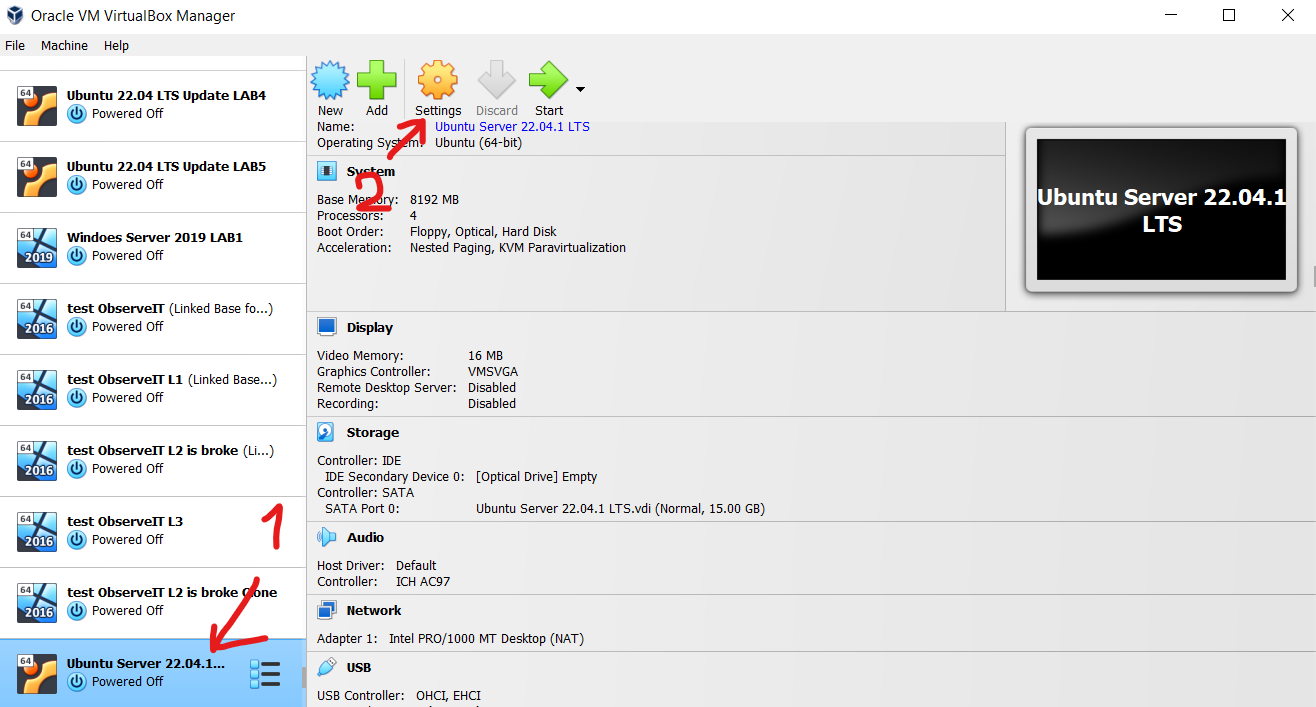 Oracle VM VirtualBox Manager
File Machine Help
64
Ubuntu 22.04 LTS Update LAB4
Powered Off
64
Ubuntu 22.04 LTS Update LAB5
Powered Off
64
2019
Windoes Server 2019 LAB1
Powered Off
64
2016
test ObserveIT (Linked Base fo...)
Powered Off
64
2016
test ObserveIT L1 (Linked Base...)
Powered Off
64
2016
test ObserveIT L2 is broke (Li...)
Powered Off
64
2016
test ObserveIT L3
Powered Off
1
64
2016
test ObserveIT L2 is broke Clone
Powered Off
64
Ubuntu Server 22.04.1...
Powered Off
New Add Settings Discard Start
Name: Ubuntu Server 22.04.1 LTS
Operating System: Ubuntu (64-bit)
2
System
Base Memory: 8192 MB
Processors: 4
Boot Order: Floppy, Optical, Hard Disk
Acceleration: Nested Paging, KVM Paravirtualization
Ubuntu Server 22.04.1
LTS
Display
Video Memory: 16 MB
Graphics Controller: VMSVGA
Remote Desktop Server: Disabled
Recording: Disabled
Storage
Controller: IDE
IDE Secondary Device 0: [Optical Drive] Empty
Controller: SATA
SATA Port 0: Ubuntu Server 22.04.1 LTS.vdi (Normal, 15.00 GB)
Audio
Host Driver: Default
Controller: ICH AC97
Network
Adapter 1: Intel PRO/1000 MT Desktop (NAT)
USB
USB Controller: OHCI, EHCI